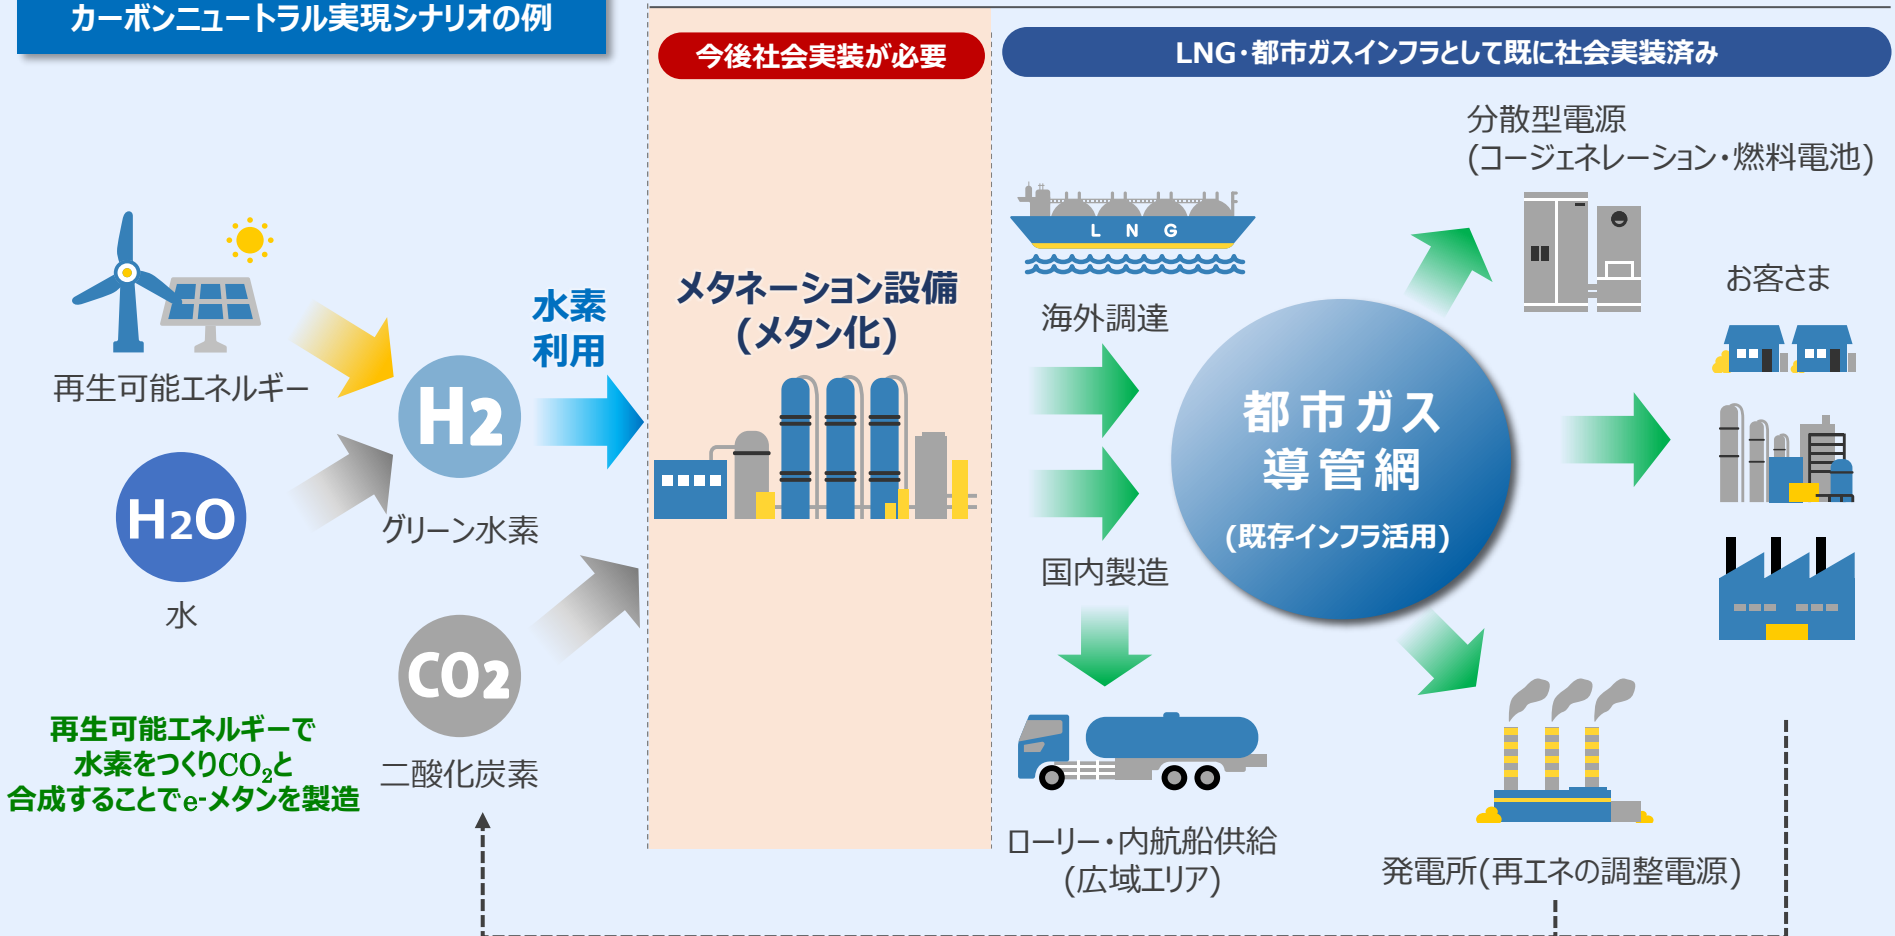 カーボンニュートラル実現シナリオの例
今後社会実装が必要
LNG・都市ガスインフラとして既に社会実装済み
分散型電源
(コージェネレーション・燃料電池)
LNG
お客さま
海外調達
メタネーション設備
(メタン化)
水素
利用
再生可能エネルギー
H2
都市ガス
導管網
(既存インフラ活用)
H2O
グリーン水素
国内製造
水
CO2
再生可能エネルギーで
水素をつくりCO₂と
合成することでe-メタンを製造
二酸化炭素
ローリー・内航船供給
(広域エリア)
発電所(再エネの調整電源)